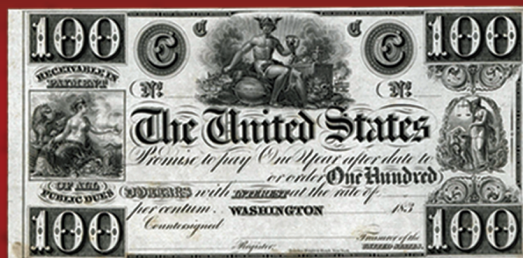 100 C C C C 100
RECEIVABLE IN
PAYMENT
OF ALL
PUBLIC DUES
No. No.
The United States
Promise to pay One Year after date to
or order One Hundred
DOLLARS with INTEREST at the rate of
per centum. WASHINGTON 183
Countersigned
Register.
Treasurer of the
UNITED STATES.
100 100